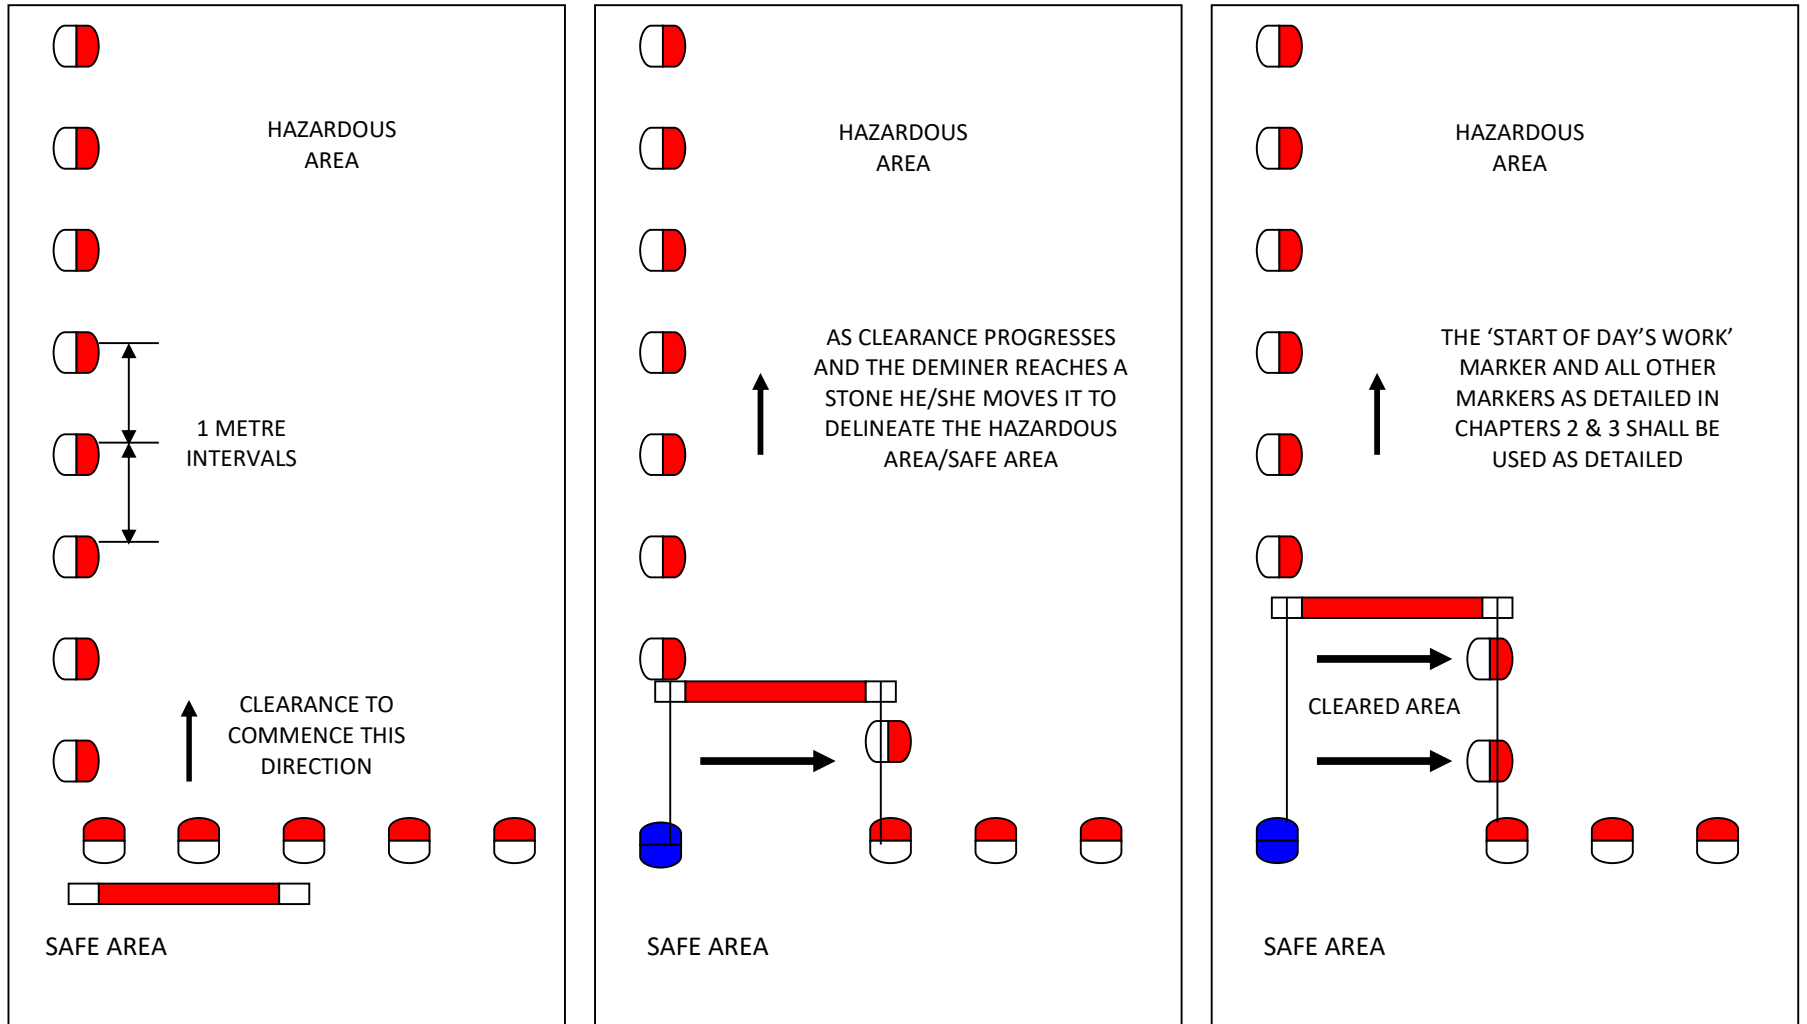 HAZARDOUS
AREA
1 METRE
INTERVALS
CLEARANCE TO
COMMENCE THIS
DIRECTION
SAFE AREA
HAZARDOUS
AREA
AS CLEARANCE PROGRESSES
AND THE DEMINER REACHES A
STONE HE/SHE MOVES IT TO
DELINEATE THE HAZARDOUS
AREA/SAFE AREA
SAFE AREA
HAZARDOUS
AREA
THE ‘START OF DAY’S WORK’
MARKER AND ALL OTHER
MARKERS AS DETAILED IN
CHAPTERS 2 & 3 SHALL BE
USED AS DETAILED
CLEARED AREA
SAFE AREA